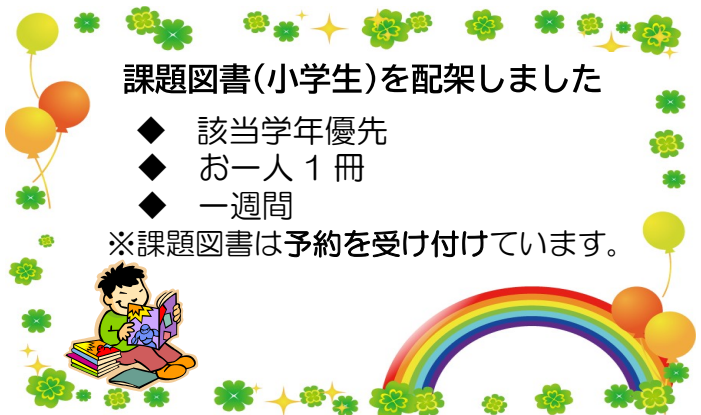 課題図書(小学生)を配架しました
◆ 該当学年優先
◆ お一人1冊
◆ 一週間
※課題図書は予約を受け付けています。